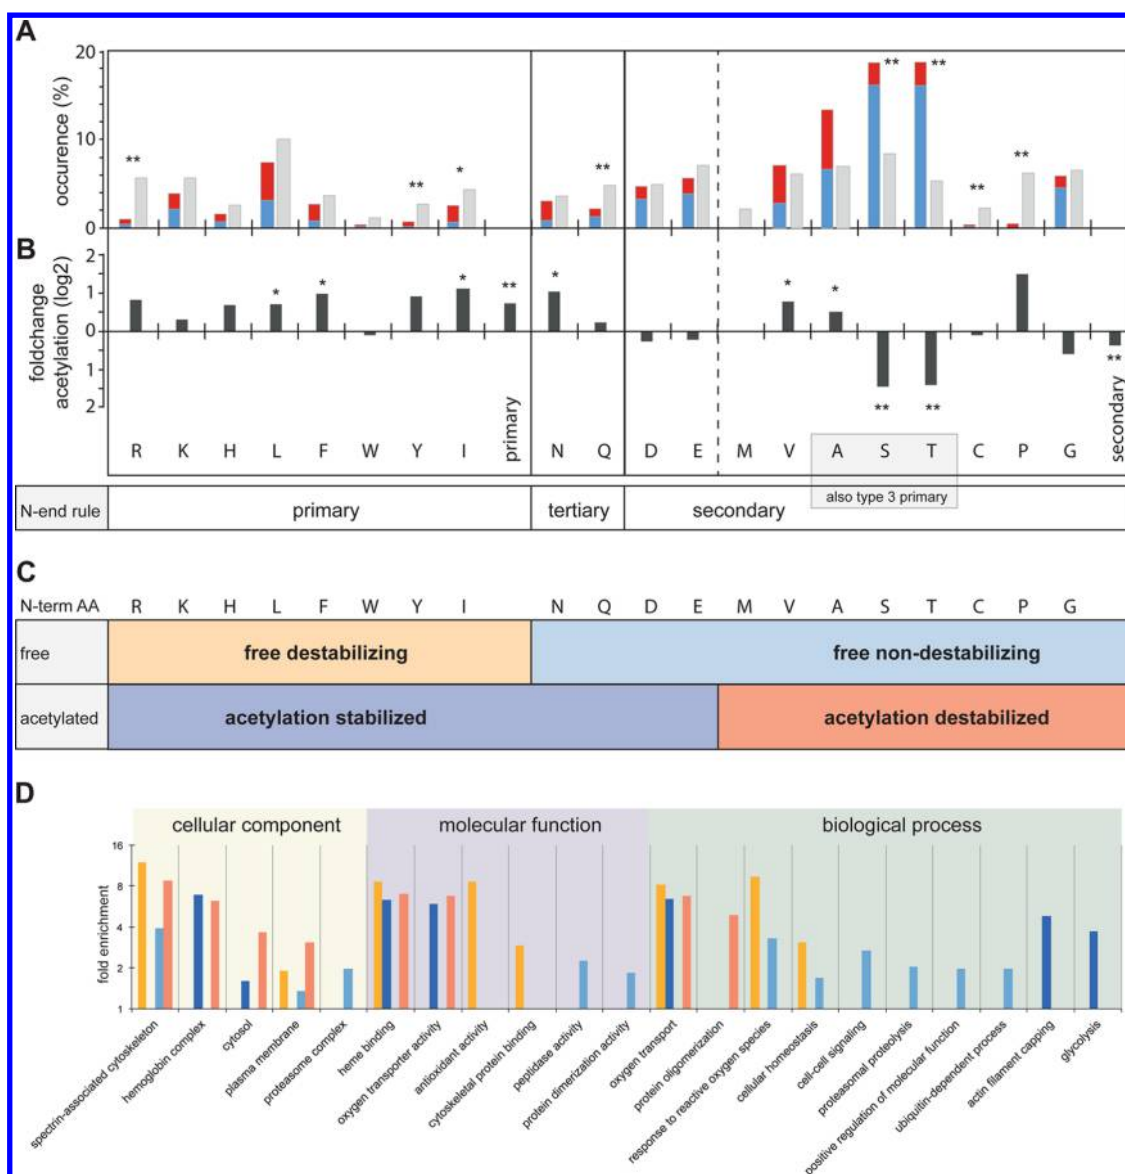 A
occurence (%)
20
10
0
**
**
*
**
**
**
**
**
B
foldchange
acetylation (log2)
2
1
0
1
2
*
*
*
**
*
*
*
**
**
**
R K H L F W Y I primary N Q D E M V A S T C P G secondary
also type 3 primary
N-end rule primary tertiary secondary
C
N-term AA R K H L F W Y I N Q D E M V A S T C P G
free free destabilizing free non-destabilizing
acetylated acetylation stabilized acetylation destabilized
D
cellular component molecular function biological process
fold enrichment
16
8
4
2
1
spectrin-associated cytoskeleton
hemoglobin complex
cytosol
plasma membrane
proteasome complex
heme binding
oxygen transporter activity
antioxidant activity
cytoskeletal protein binding
peptidase activity
protein dimerization activity
oxygen transport
protein oligomerization
response to reactive oxygen species
cellular homeostasis
cell-cell signaling
proteasomal proteolysis
positive regulation of molecular function
ubiquitin-dependent process
actin filament capping
glycolysis